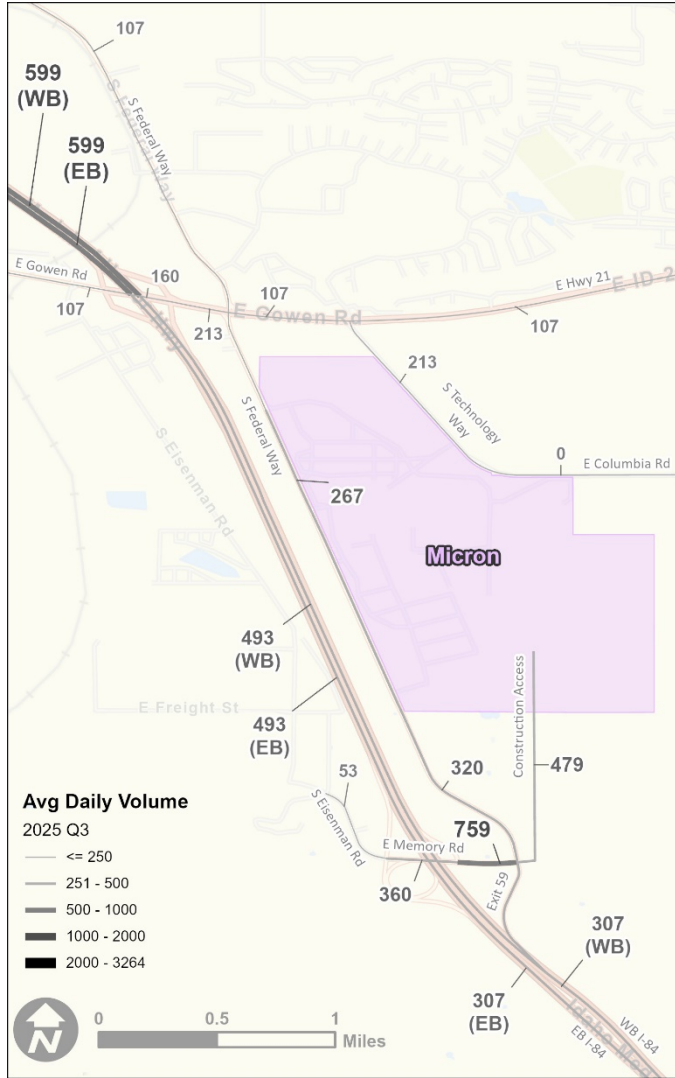 107
599
(WB)
S Federal Way
S Federal Way
599
(EB)
E Gowen Rd
160
107
E Hwy 21
E ID-2
107
213
E Gowen Rd
107
Hwy
213
S Technology
Way
0
E Columbia Rd
S Federal Way
S Eisenman Rd
267
Micron
493
(WB)
E Freight St
493
(EB)
Construction Access
479
320
53
S Eisenman Rd
759
E Memory Rd
360
Exit 59
307
(WB)
307
(EB)
WB I-84
EB I-84
Avg Daily Volume
2025 Q3
<= 250
251 - 500
500 - 1000
1000 - 2000
2000 - 3264
N
0
0.5
1
Miles